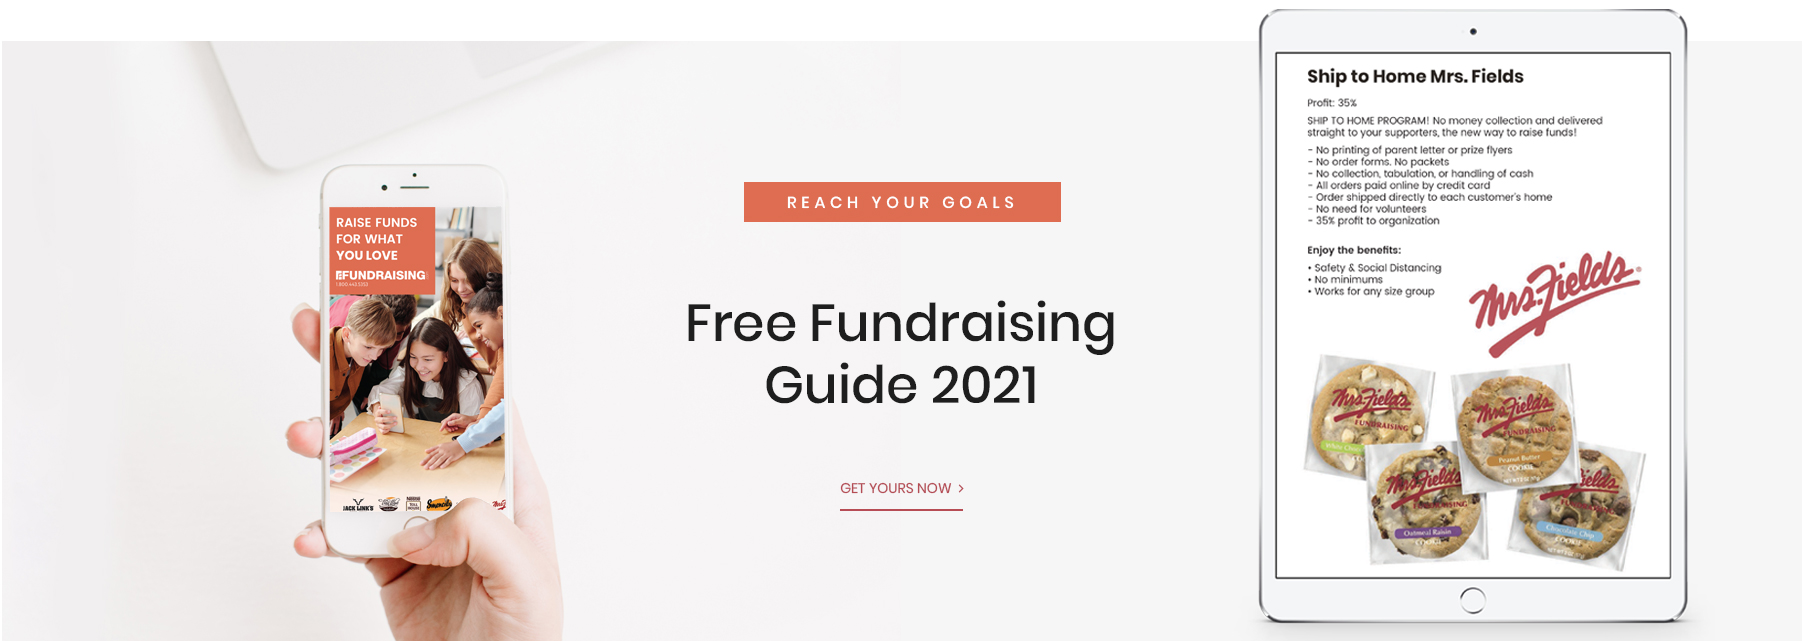 RAISE FUNDS
FOR WHAT
YOU LOVE
FUNDRAISING
JACK LINK'S
REACH YOUR GOALS
Free Fundraising
Guide 2021
GET YOURS NOW >
Ship to Home Mrs. Fields
Profit: 35%
SHIP TO HOME PROGRAM! No money collection and delivered
straight to your supporters, the new way to raise funds!
- No printing of parent letter or prize flyers
- No order forms. No packets
- No collection, tabulation, or handling of cash
- All orders paid online by credit card
- Order shipped directly to each customer's home
- No need for volunteers
- 35% profit to organization
Enjoy the benefits:
• Safety & Social Distancing
• No minimums
• Works for any size group
Mrs. Fields®
Mrs. Fields
FUNDRAISING
White Chip
Mrs. Fields
FUNDRAISING
Peanut Butter
COOKIE
Mrs. Fields
FUNDRAISING
Oatmeal Raisin
COOKIE
Fields
Chocolate Chip
COOKIE